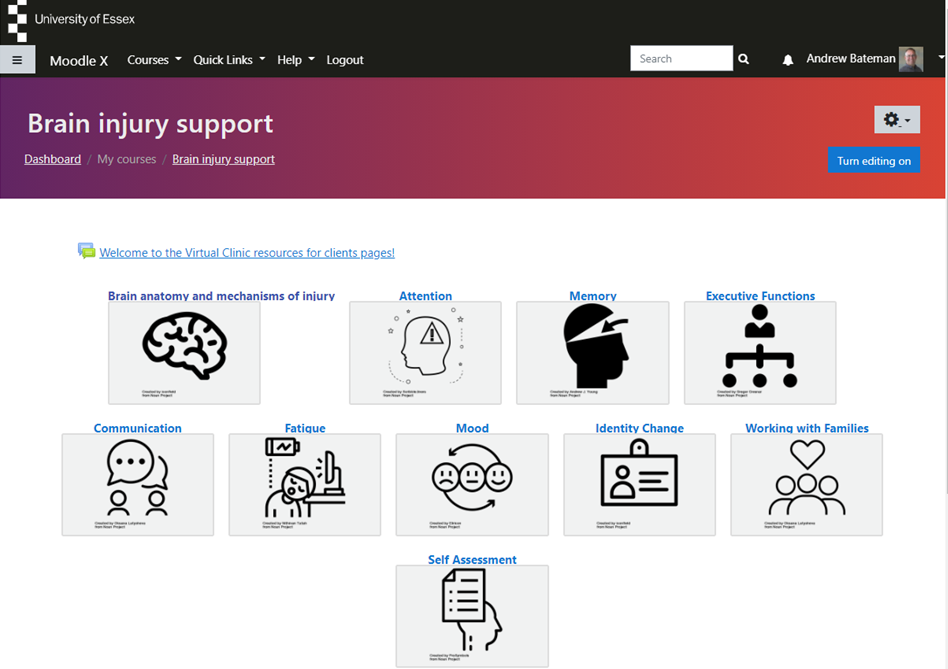 University of Essex
Moodle X Courses Quick Links Help Logout Search Andrew Bateman
Brain injury support
Dashboard / My courses / Brain injury support
Turn editing on
Welcome to the Virtual Clinic resources for clients pages!
Brain anatomy and mechanisms of injury
Attention
Memory
Executive Functions
Communication
Fatigue
Mood
Identity Change
Working with Families
Self Assessment